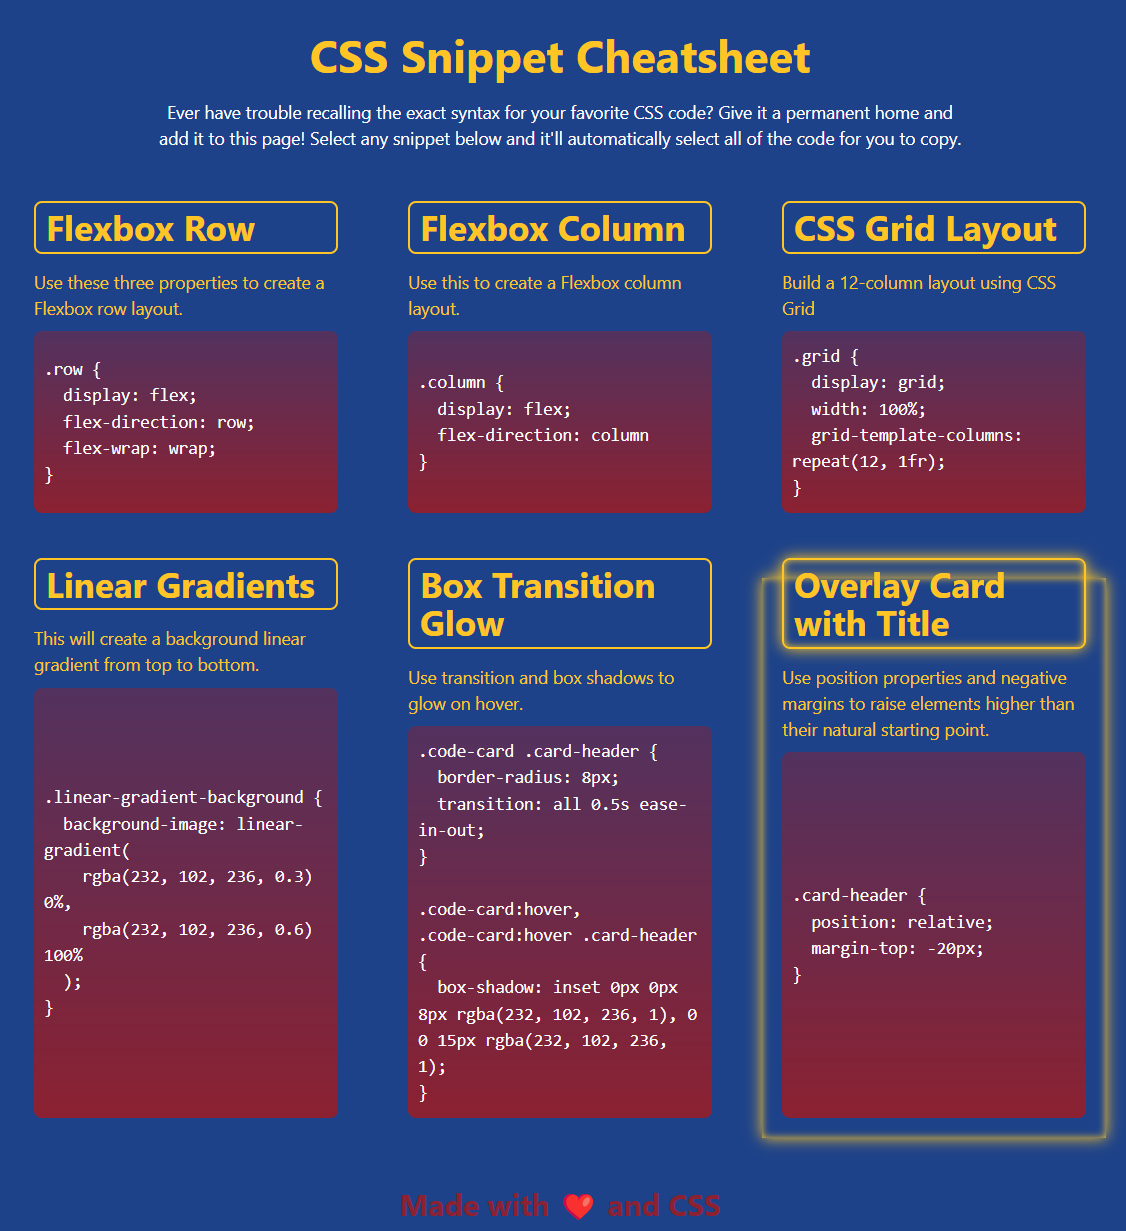 CSS Snippet Cheatsheet
Ever have trouble recalling the exact syntax for your favorite CSS code? Give it a permanent home and
add it to this page! Select any snippet below and it'll automatically select all of the code for you to copy.
Flexbox Row
Use these three properties to create a
Flexbox row layout.
.row {
  display: flex;
  flex-direction: row;
  flex-wrap: wrap;
}
Flexbox Column
Use this to create a Flexbox column
layout.
.column {
  display: flex;
  flex-direction: column
}
CSS Grid Layout
Build a 12-column layout using CSS
Grid
.grid {
  display: grid;
  width: 100%;
  grid-template-columns:
repeat(12, 1fr);
}
Linear Gradients
This will create a background linear
gradient from top to bottom.
.linear-gradient-background {
  background-image: linear-
gradient(
    rgba(232, 102, 236, 0.3)
0%,
    rgba(232, 102, 236, 0.6)
100%
  );
}
Box Transition
Glow
Use transition and box shadows to
glow on hover.
.code-card .card-header {
  border-radius: 8px;
  transition: all 0.5s ease-
in-out;
}
.code-card:hover,
.code-card:hover .card-header
{
  box-shadow: inset 0px 0px
8px rgba(232, 102, 236, 1), 0
0 15px rgba(232, 102, 236,
1);
}
Overlay Card
with Title
Use position properties and negative
margins to raise elements higher than
their natural starting point.
.card-header {
  position: relative;
  margin-top: -20px;
}
Made with ❤️ and CSS